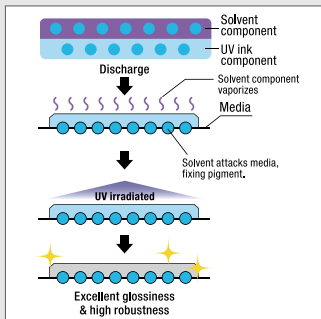 Solvent
component
UV ink
component
Discharge
Solvent component
vaporizes
Media
Solvent attacks media,
fixing pigment.
UV irradiated
Excellent glossiness
& high robustness